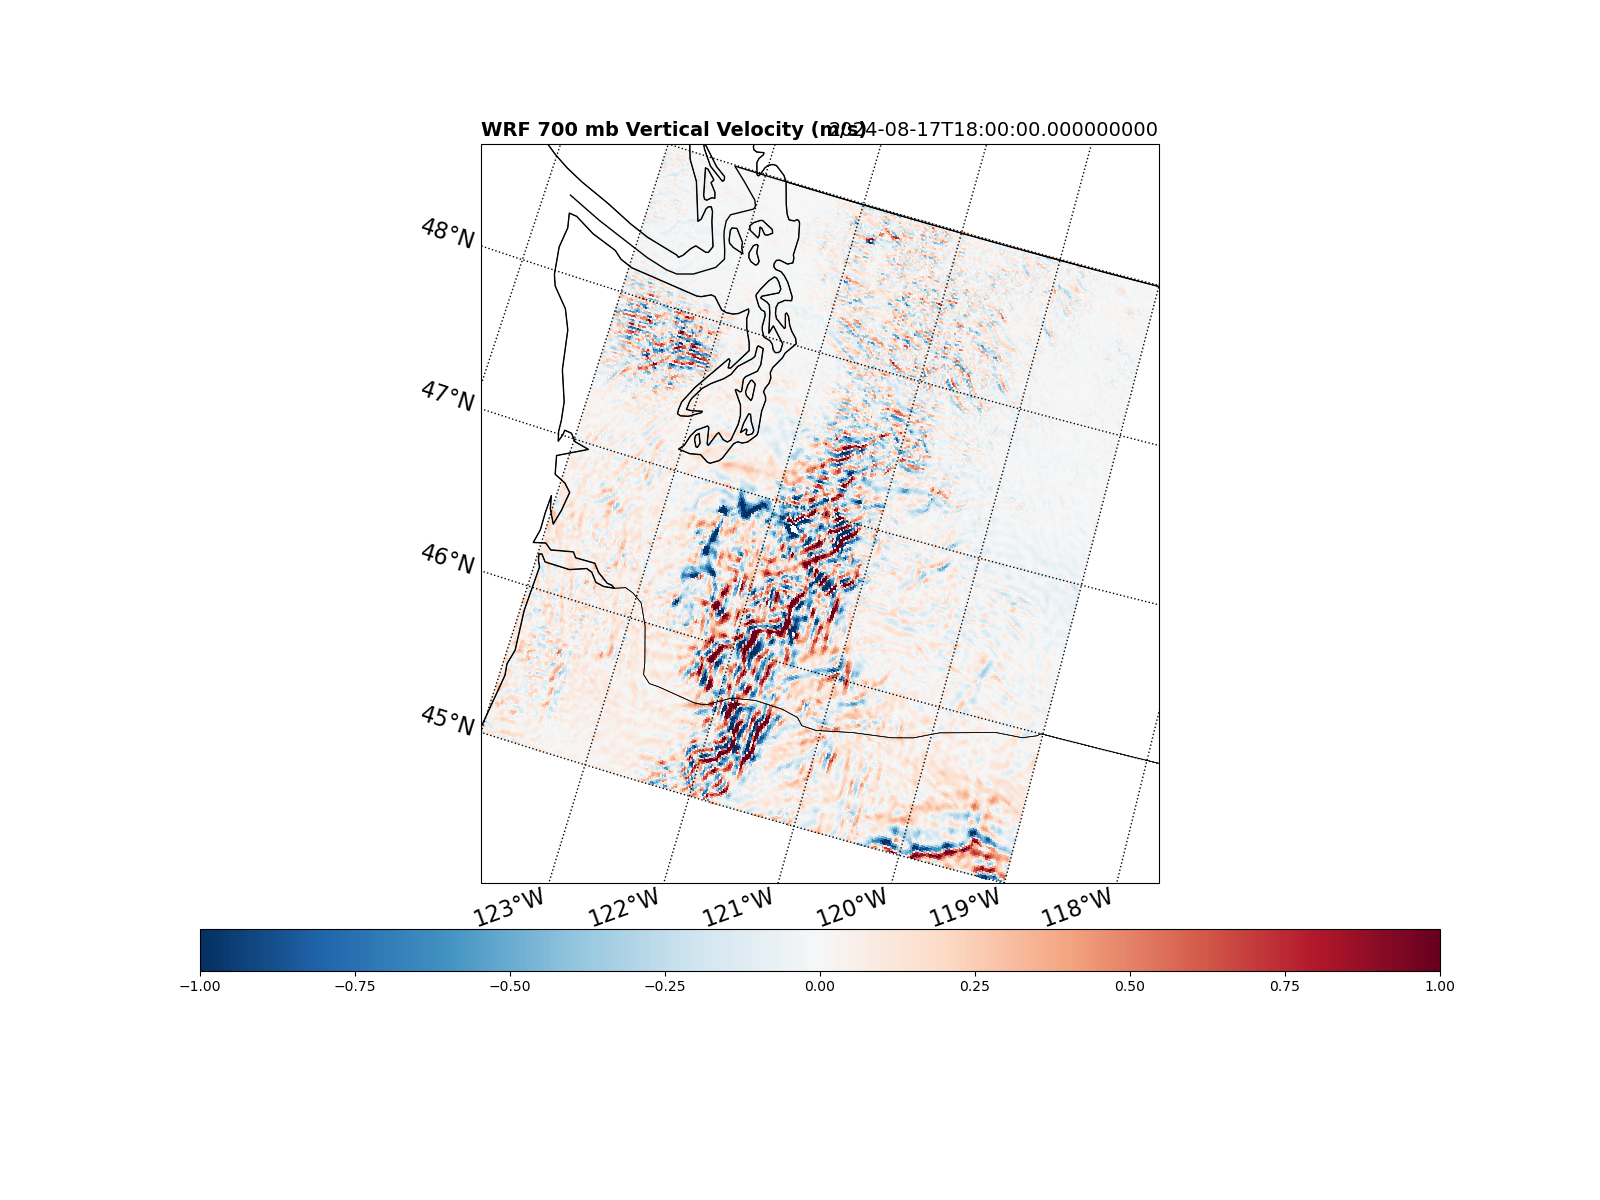 WRF 700 mb Vertical Velocity (m/s) 2024-08-17T18:00:00.000000000
48°N
47°N
46°N
45°N
123°W 122°W 121°W 120°W 119°W 118°W
−1.00 −0.75 −0.50 −0.25 0.00 0.25 0.50 0.75 1.00